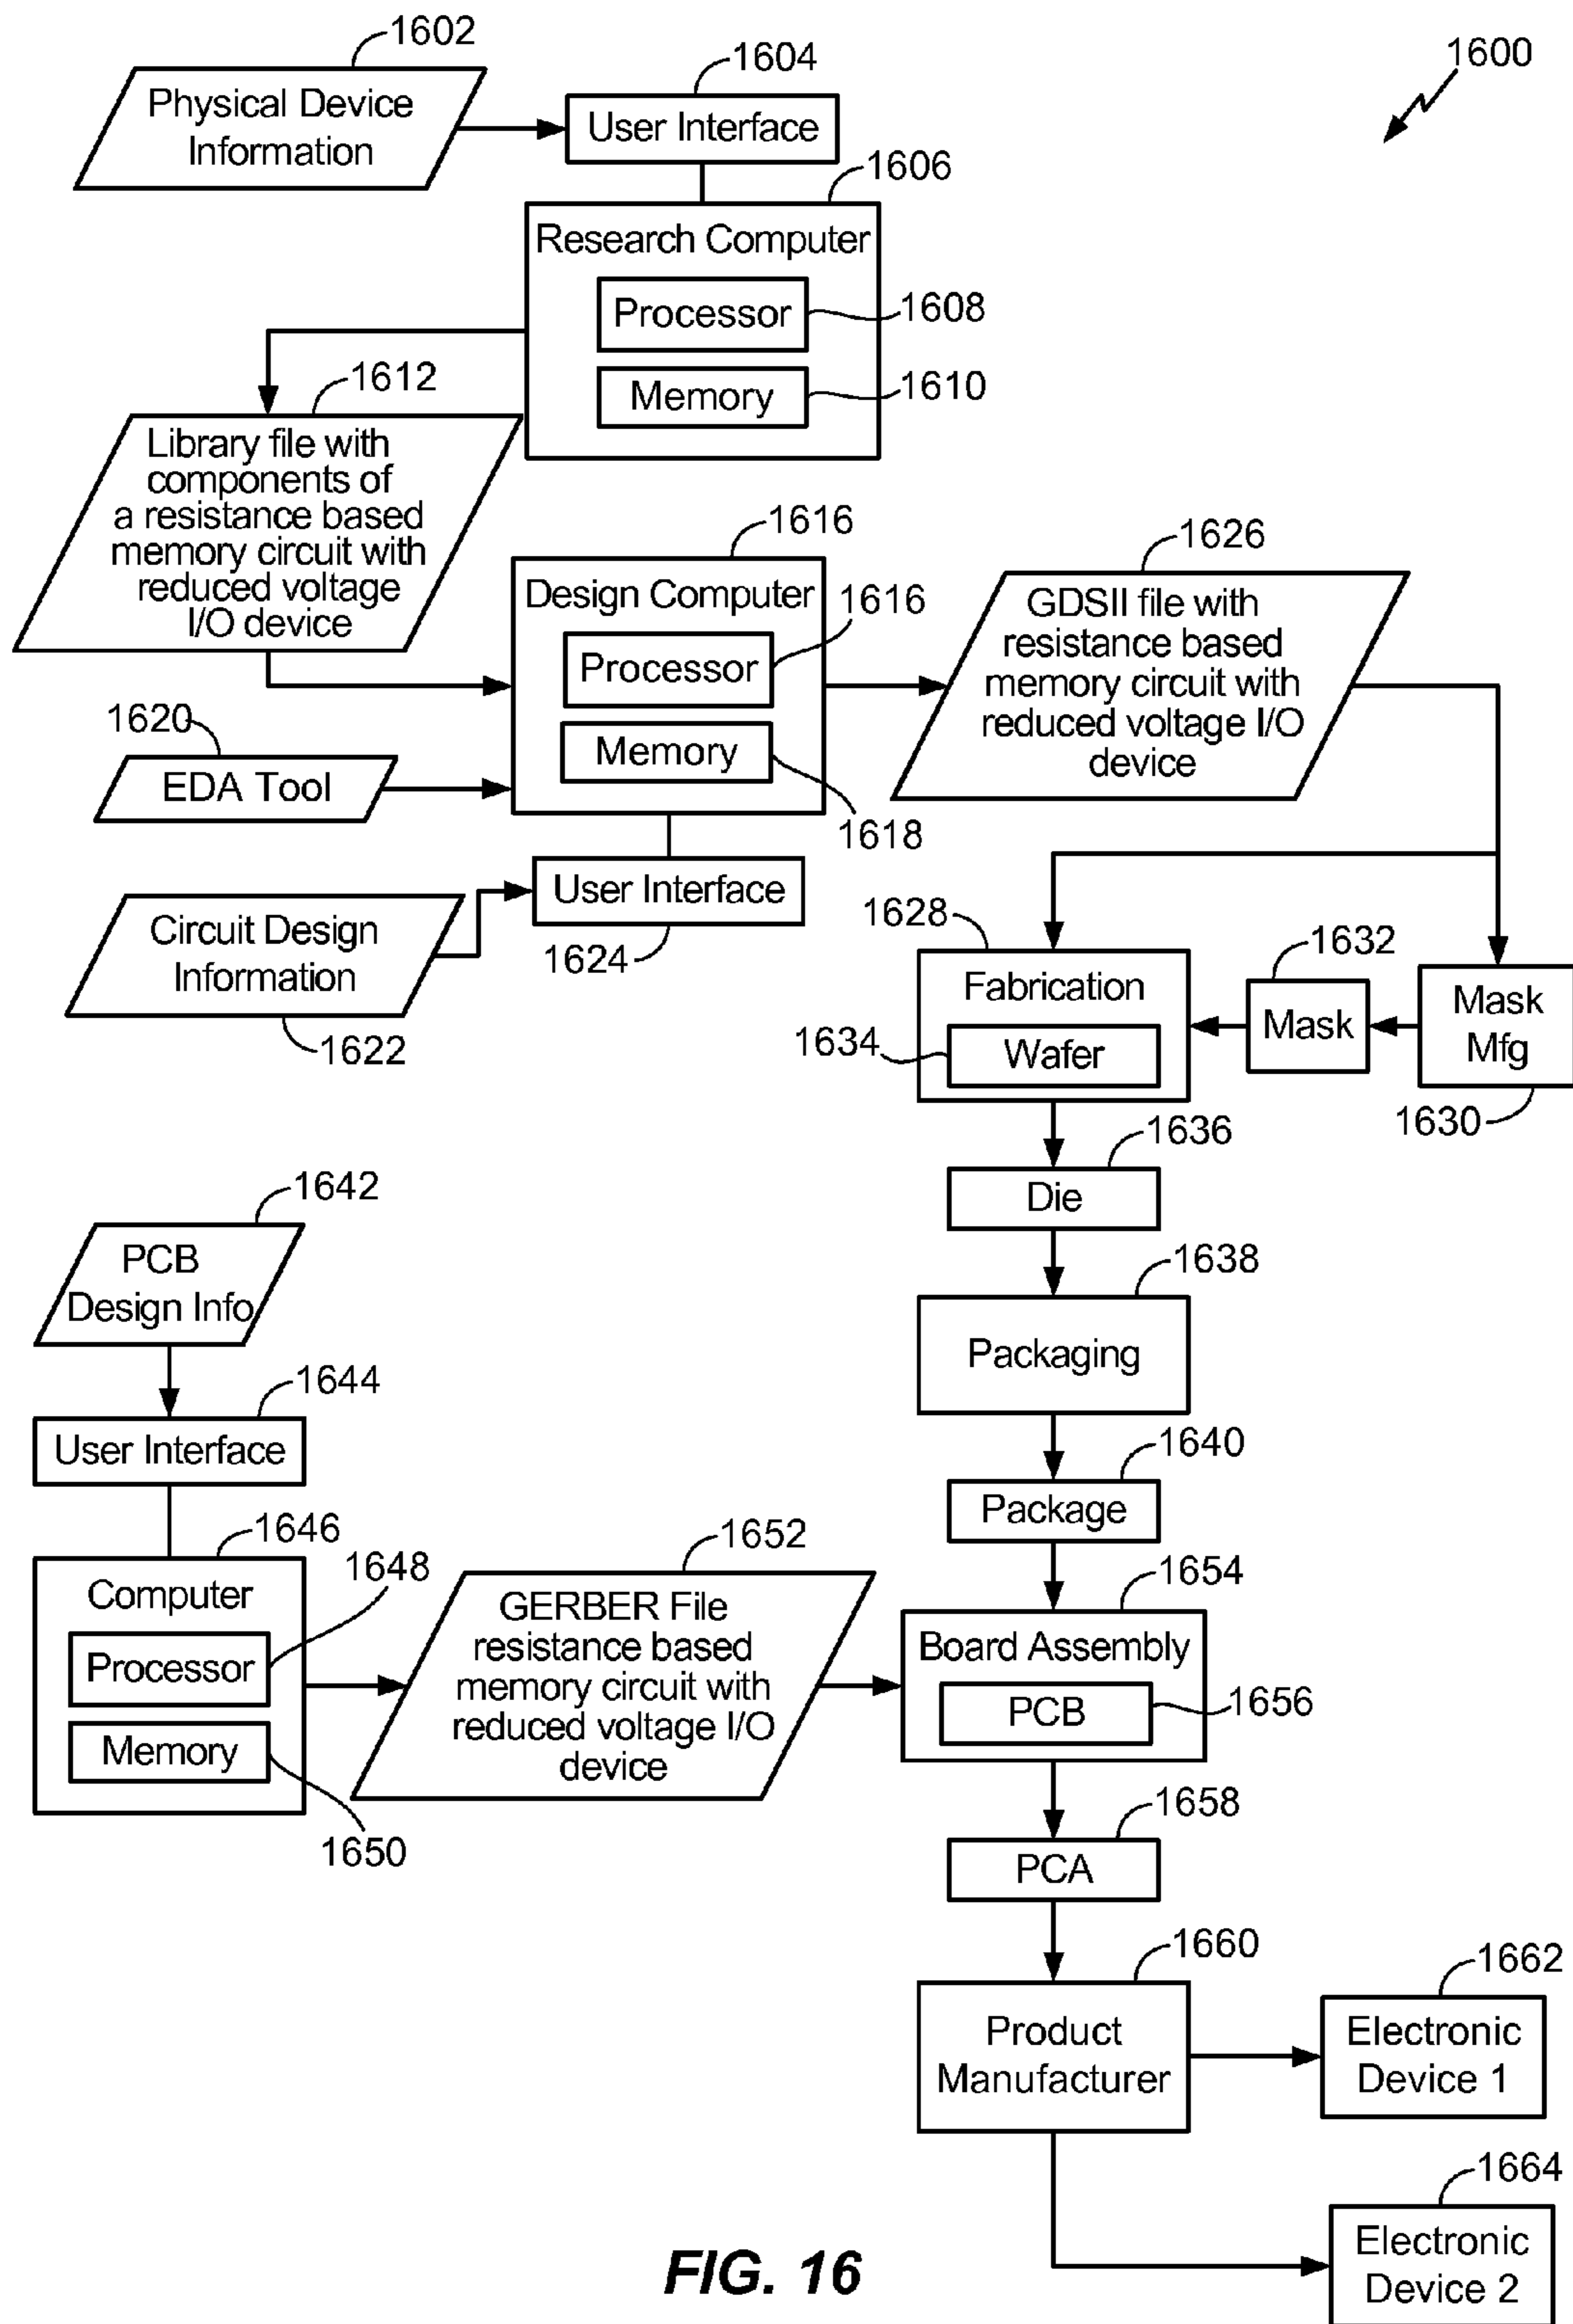 1602
Physical Device
Information
1604
User Interface
1600
1606
Research Computer
Processor
1608
Memory
1610
1612
Library file with
components of
a resistance based
memory circuit with
reduced voltage
I/O device
1616
Design Computer
1616
Processor
Memory
1618
1620
EDA Tool
1626
GDSII file with
resistance based
memory circuit with
reduced voltage I/O
device
User Interface
1624
Circuit Design
Information
1622
1628
Fabrication
1634
Wafer
1632
Mask
Mask
Mfg
1630
1636
Die
1638
Packaging
1640
Package
1642
PCB
Design Info
1644
User Interface
1646
Computer
1648
Processor
Memory
1650
1652
GERBER File
resistance based
memory circuit with
reduced voltage I/O
device
1654
Board Assembly
PCB
1656
1658
PCA
1660
Product
Manufacturer
1662
Electronic
Device 1
1664
Electronic
Device 2
FIG. 16